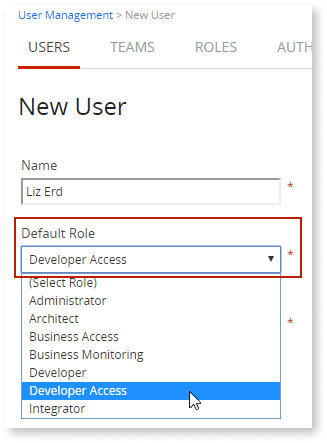 User Management > New User
USERS TEAMS ROLES AUTH
New User
Name
Liz Erd *
Default Role
Developer Access *
(Select Role)
Administrator
Architect *
Business Access
Business Monitoring
Developer
Developer Access
Integrator